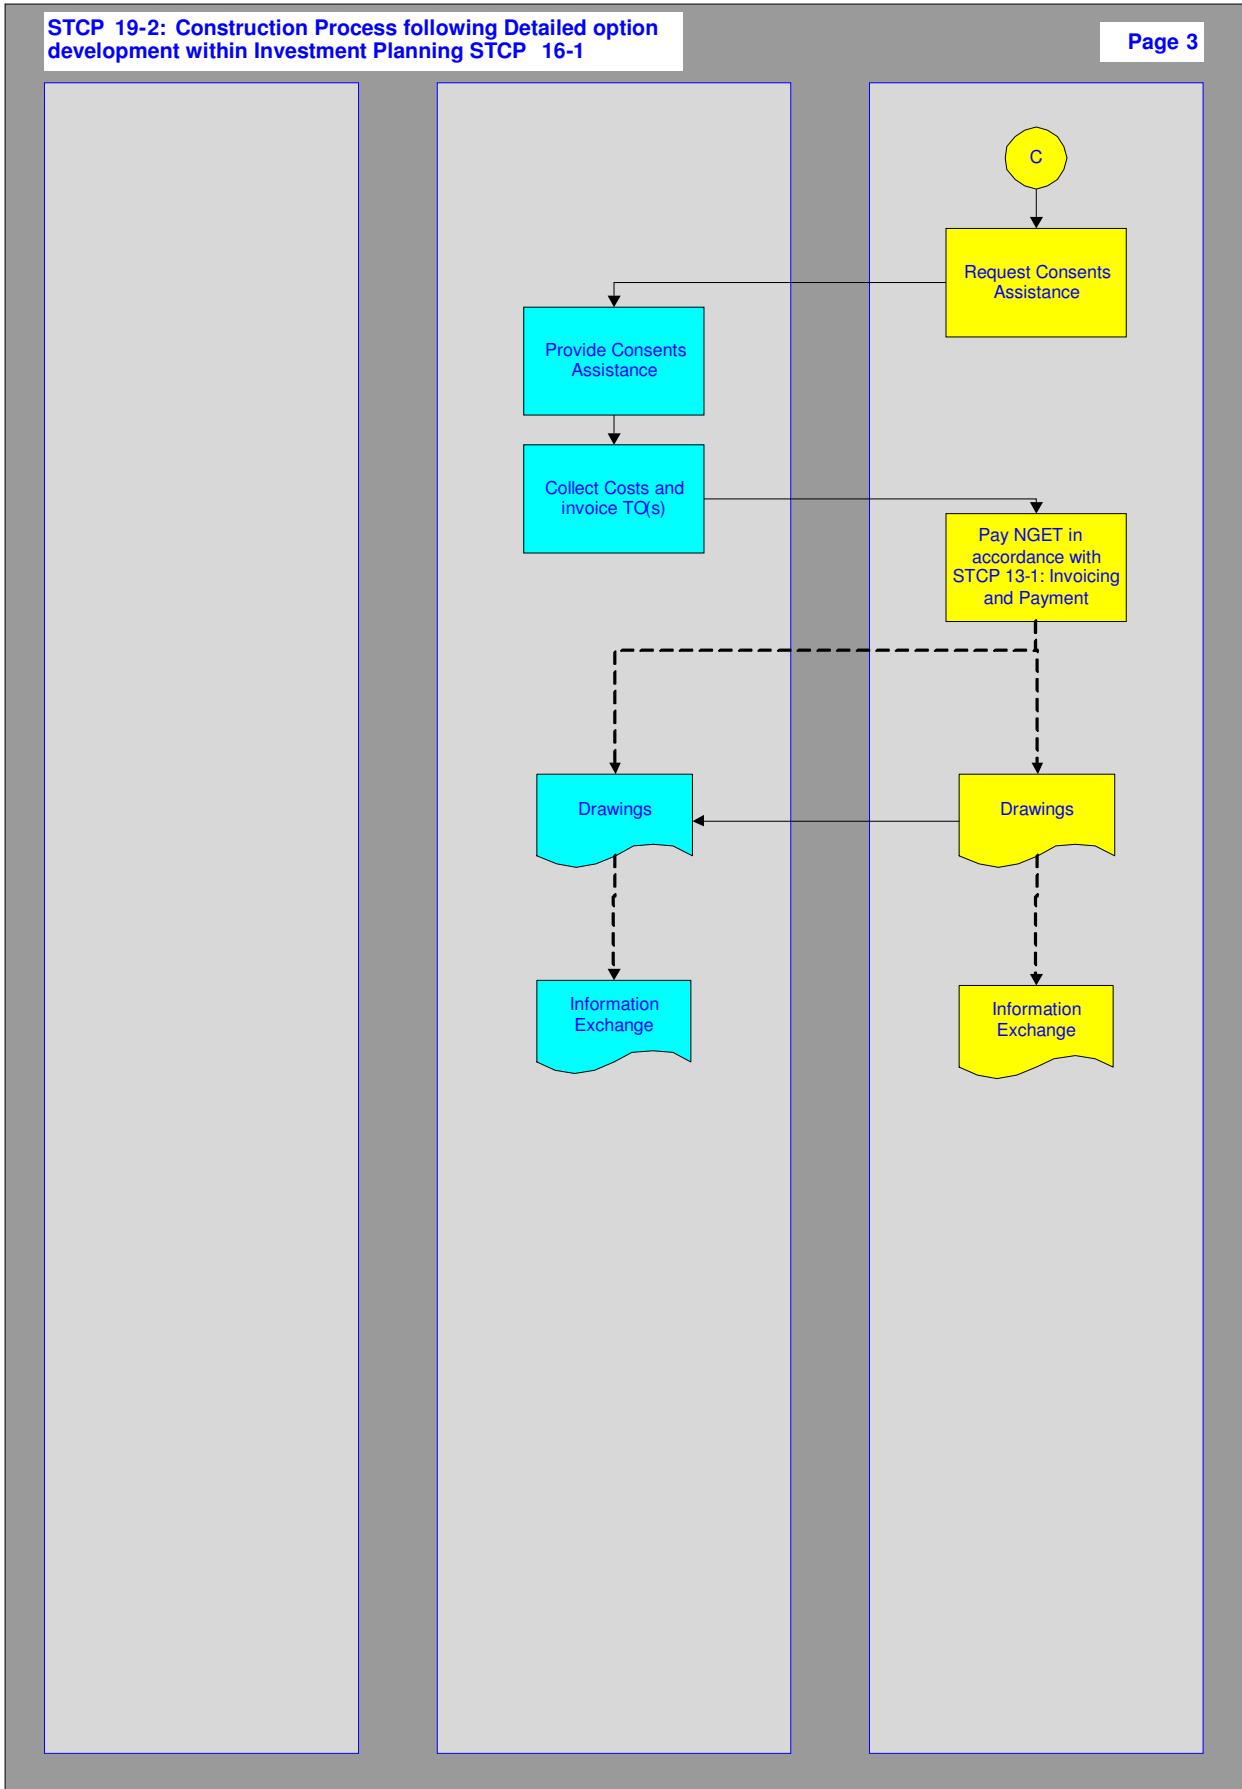 STCP 19-2: Construction Process following Detailed option
development within Investment Planning STCP 16-1
Page 3
C
Request Consents
Assistance
Provide Consents
Assistance
Collect Costs and
invoice TO(s)
Pay NGET in
accordance with
STCP 13-1: Invoicing
and Payment
Drawings
Drawings
Information
Exchange
Information
Exchange